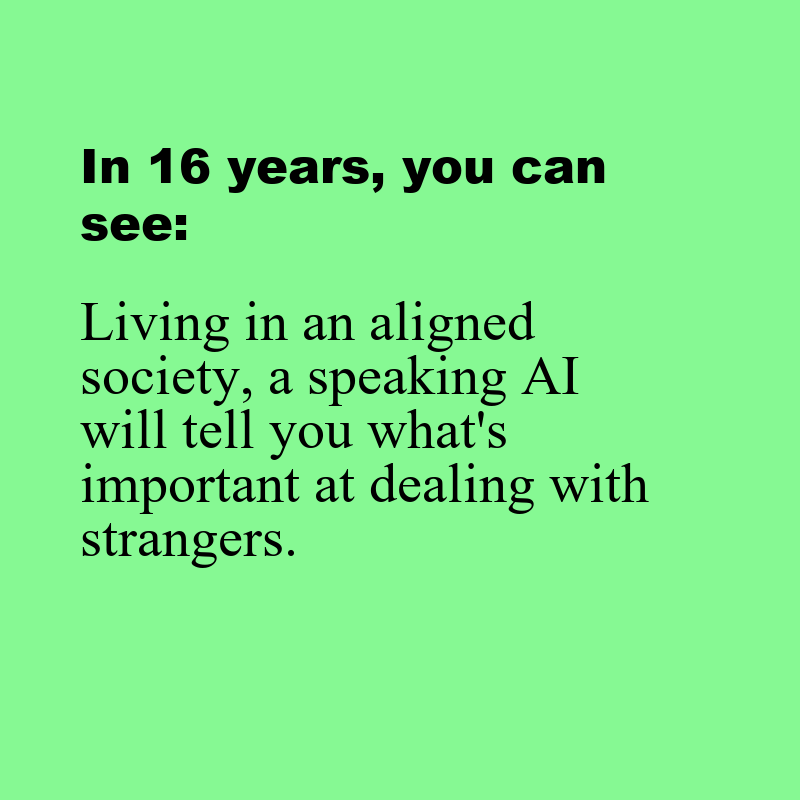 In 16 years, you can
see:
Living in an aligned
society, a speaking AI
will tell you what's
important at dealing with
strangers.